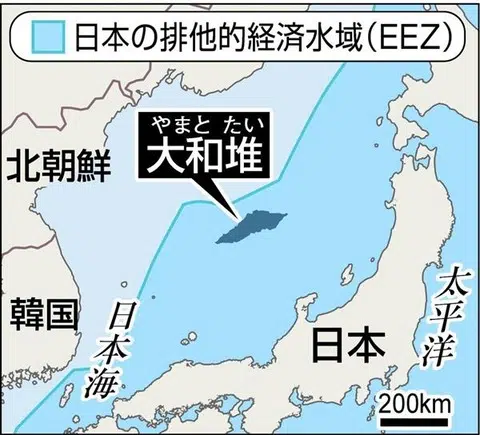 日本の排他的経済水域(EEZ)
やまと たい
大和堆
北朝鮮
韓国
日本海
日本
太平洋
200km